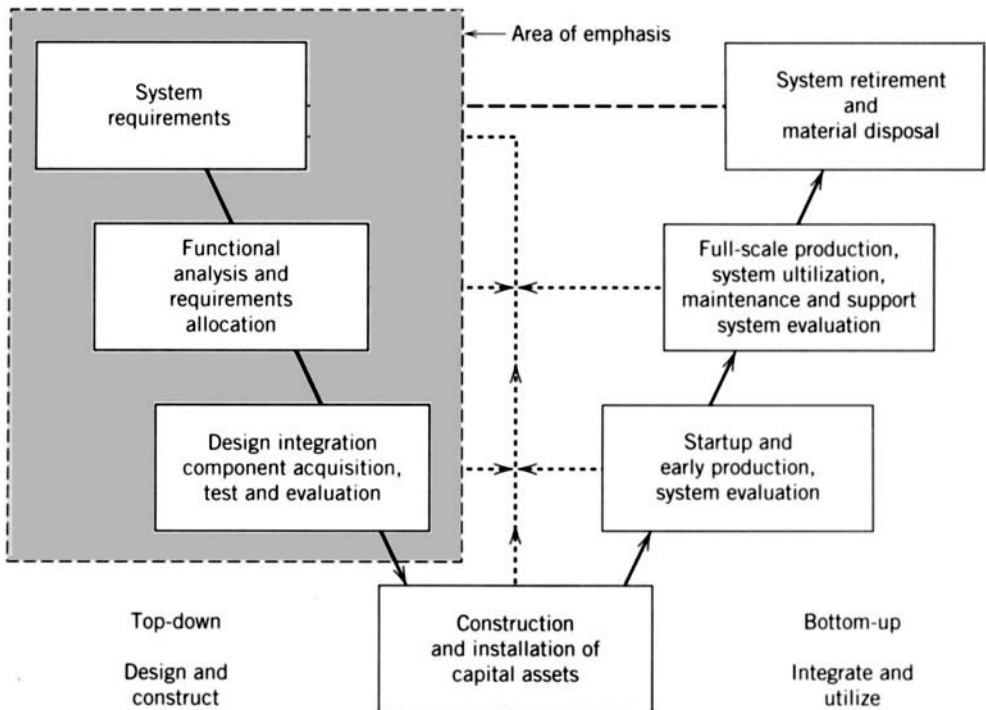 Area of emphasis
System
requirements
System retirement
and
material disposal
Functional
analysis and
requirements
allocation
Full-scale production,
system ultilization,
maintenance and support
system evaluation
Design integration
component acquisition,
test and evaluation
Startup and
early production,
system evaluation
Top-down
Design and
construct
Construction
and installation of
capital assets
Bottom-up
Integrate and
utilize